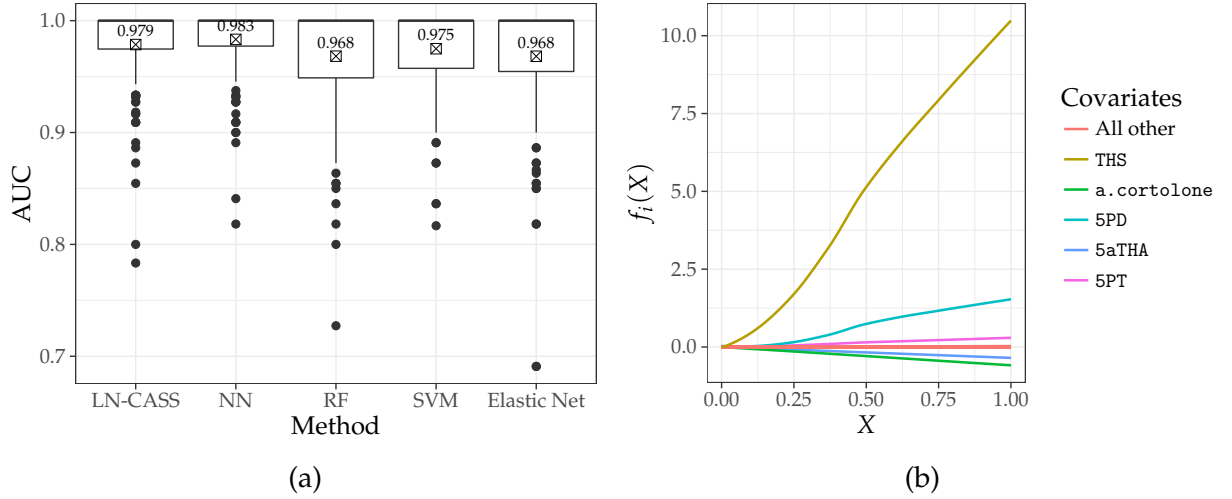 1.0
0.9
0.8
0.7
AUC
0.979
0.983
0.968
0.975
0.968
LN-CASS NN RF SVM Elastic Net
Method
(a)
10.0
7.5
5.0
2.5
0.0
f_i(X)
0.00 0.25 0.50 0.75 1.00
X
(b)
Covariates
All other
THS
a.cortolone
5PD
5aTHA
5PT